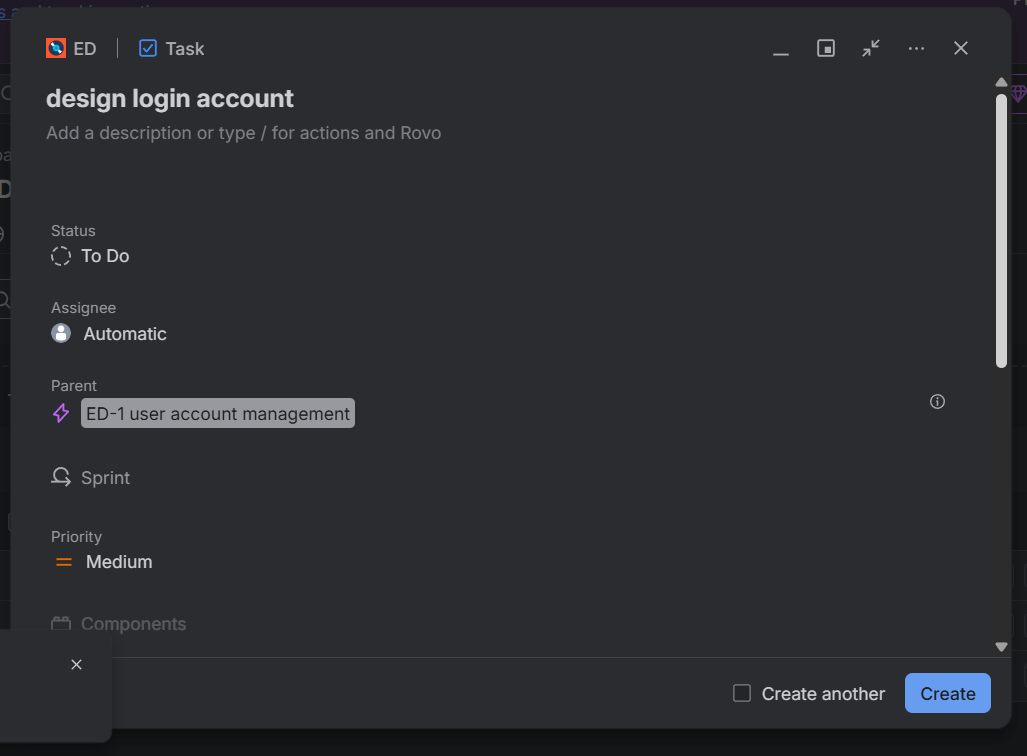 ED
Task
design login account
Add a description or type / for actions and Rovo
Status
To Do
Assignee
Automatic
Parent
ED-1 user account management
Sprint
Priority
Medium
Components
Create another
Create